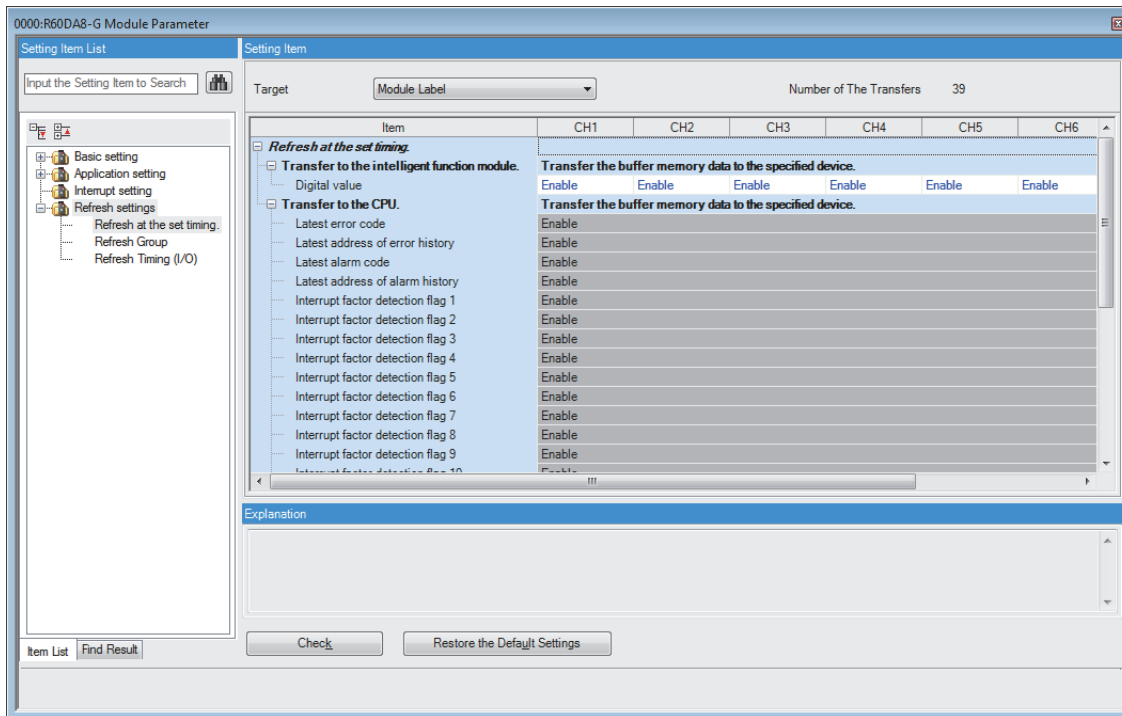 0000:R60DA8-G Module Parameter
Setting Item List
Input the Setting Item to Search
Basic setting
Application setting
Interrupt setting
Refresh settings
Refresh at the set timing.
Refresh Group
Refresh Timing (I/O)
Item List Find Result
Setting Item
Target Module Label Number of The Transfers 39
Item CH1 CH2 CH3 CH4 CH5 CH6
Refresh at the set timing.
Transfer to the intelligent function module. Transfer the buffer memory data to the specified device.
Digital value Enable Enable Enable Enable Enable Enable
Transfer to the CPU. Transfer the buffer memory data to the specified device.
Latest error code Enable
Latest address of error history Enable
Latest alarm code Enable
Latest address of alarm history Enable
Interrupt factor detection flag 1 Enable
Interrupt factor detection flag 2 Enable
Interrupt factor detection flag 3 Enable
Interrupt factor detection flag 4 Enable
Interrupt factor detection flag 5 Enable
Interrupt factor detection flag 6 Enable
Interrupt factor detection flag 7 Enable
Interrupt factor detection flag 8 Enable
Interrupt factor detection flag 9 Enable
Interrupt factor detection flag 10 Enable
Explanation
Check Restore the Default Settings